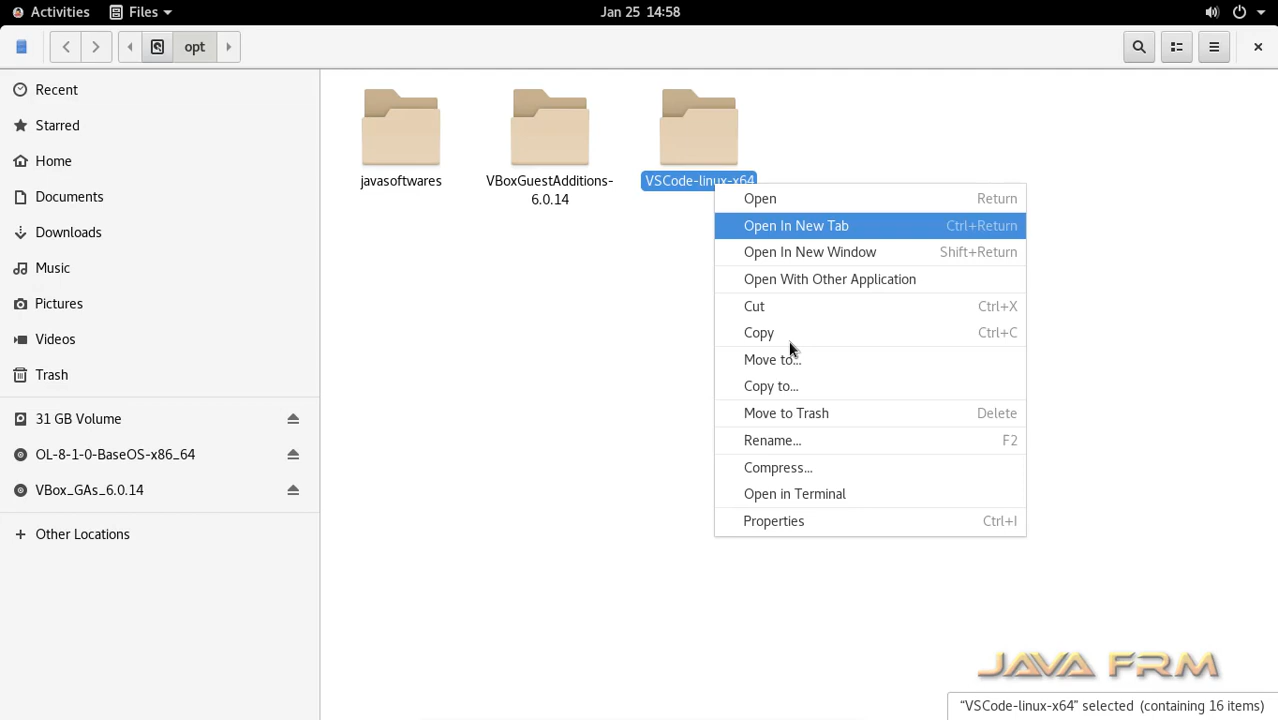 Activities
Files
Jan 25 14:58
opt
Recent
Starred
Home
Documents
Downloads
Music
Pictures
Videos
Trash
31 GB Volume
OL-8-1-0-BaseOS-x86_64
VBox_GAs_6.0.14
Other Locations
javasoftwares
VBoxGuestAdditions-
6.0.14
VSCode-linux-x64
Open Return
Open In New Tab Ctrl+Return
Open In New Window Shift+Return
Open With Other Application
Cut Ctrl+X
Copy Ctrl+C
Move to...
Copy to...
Move to Trash Delete
Rename... F2
Compress...
Open in Terminal
Properties Ctrl+I
JAVA FRM
“VSCode-linux-x64” selected (containing 16 items)